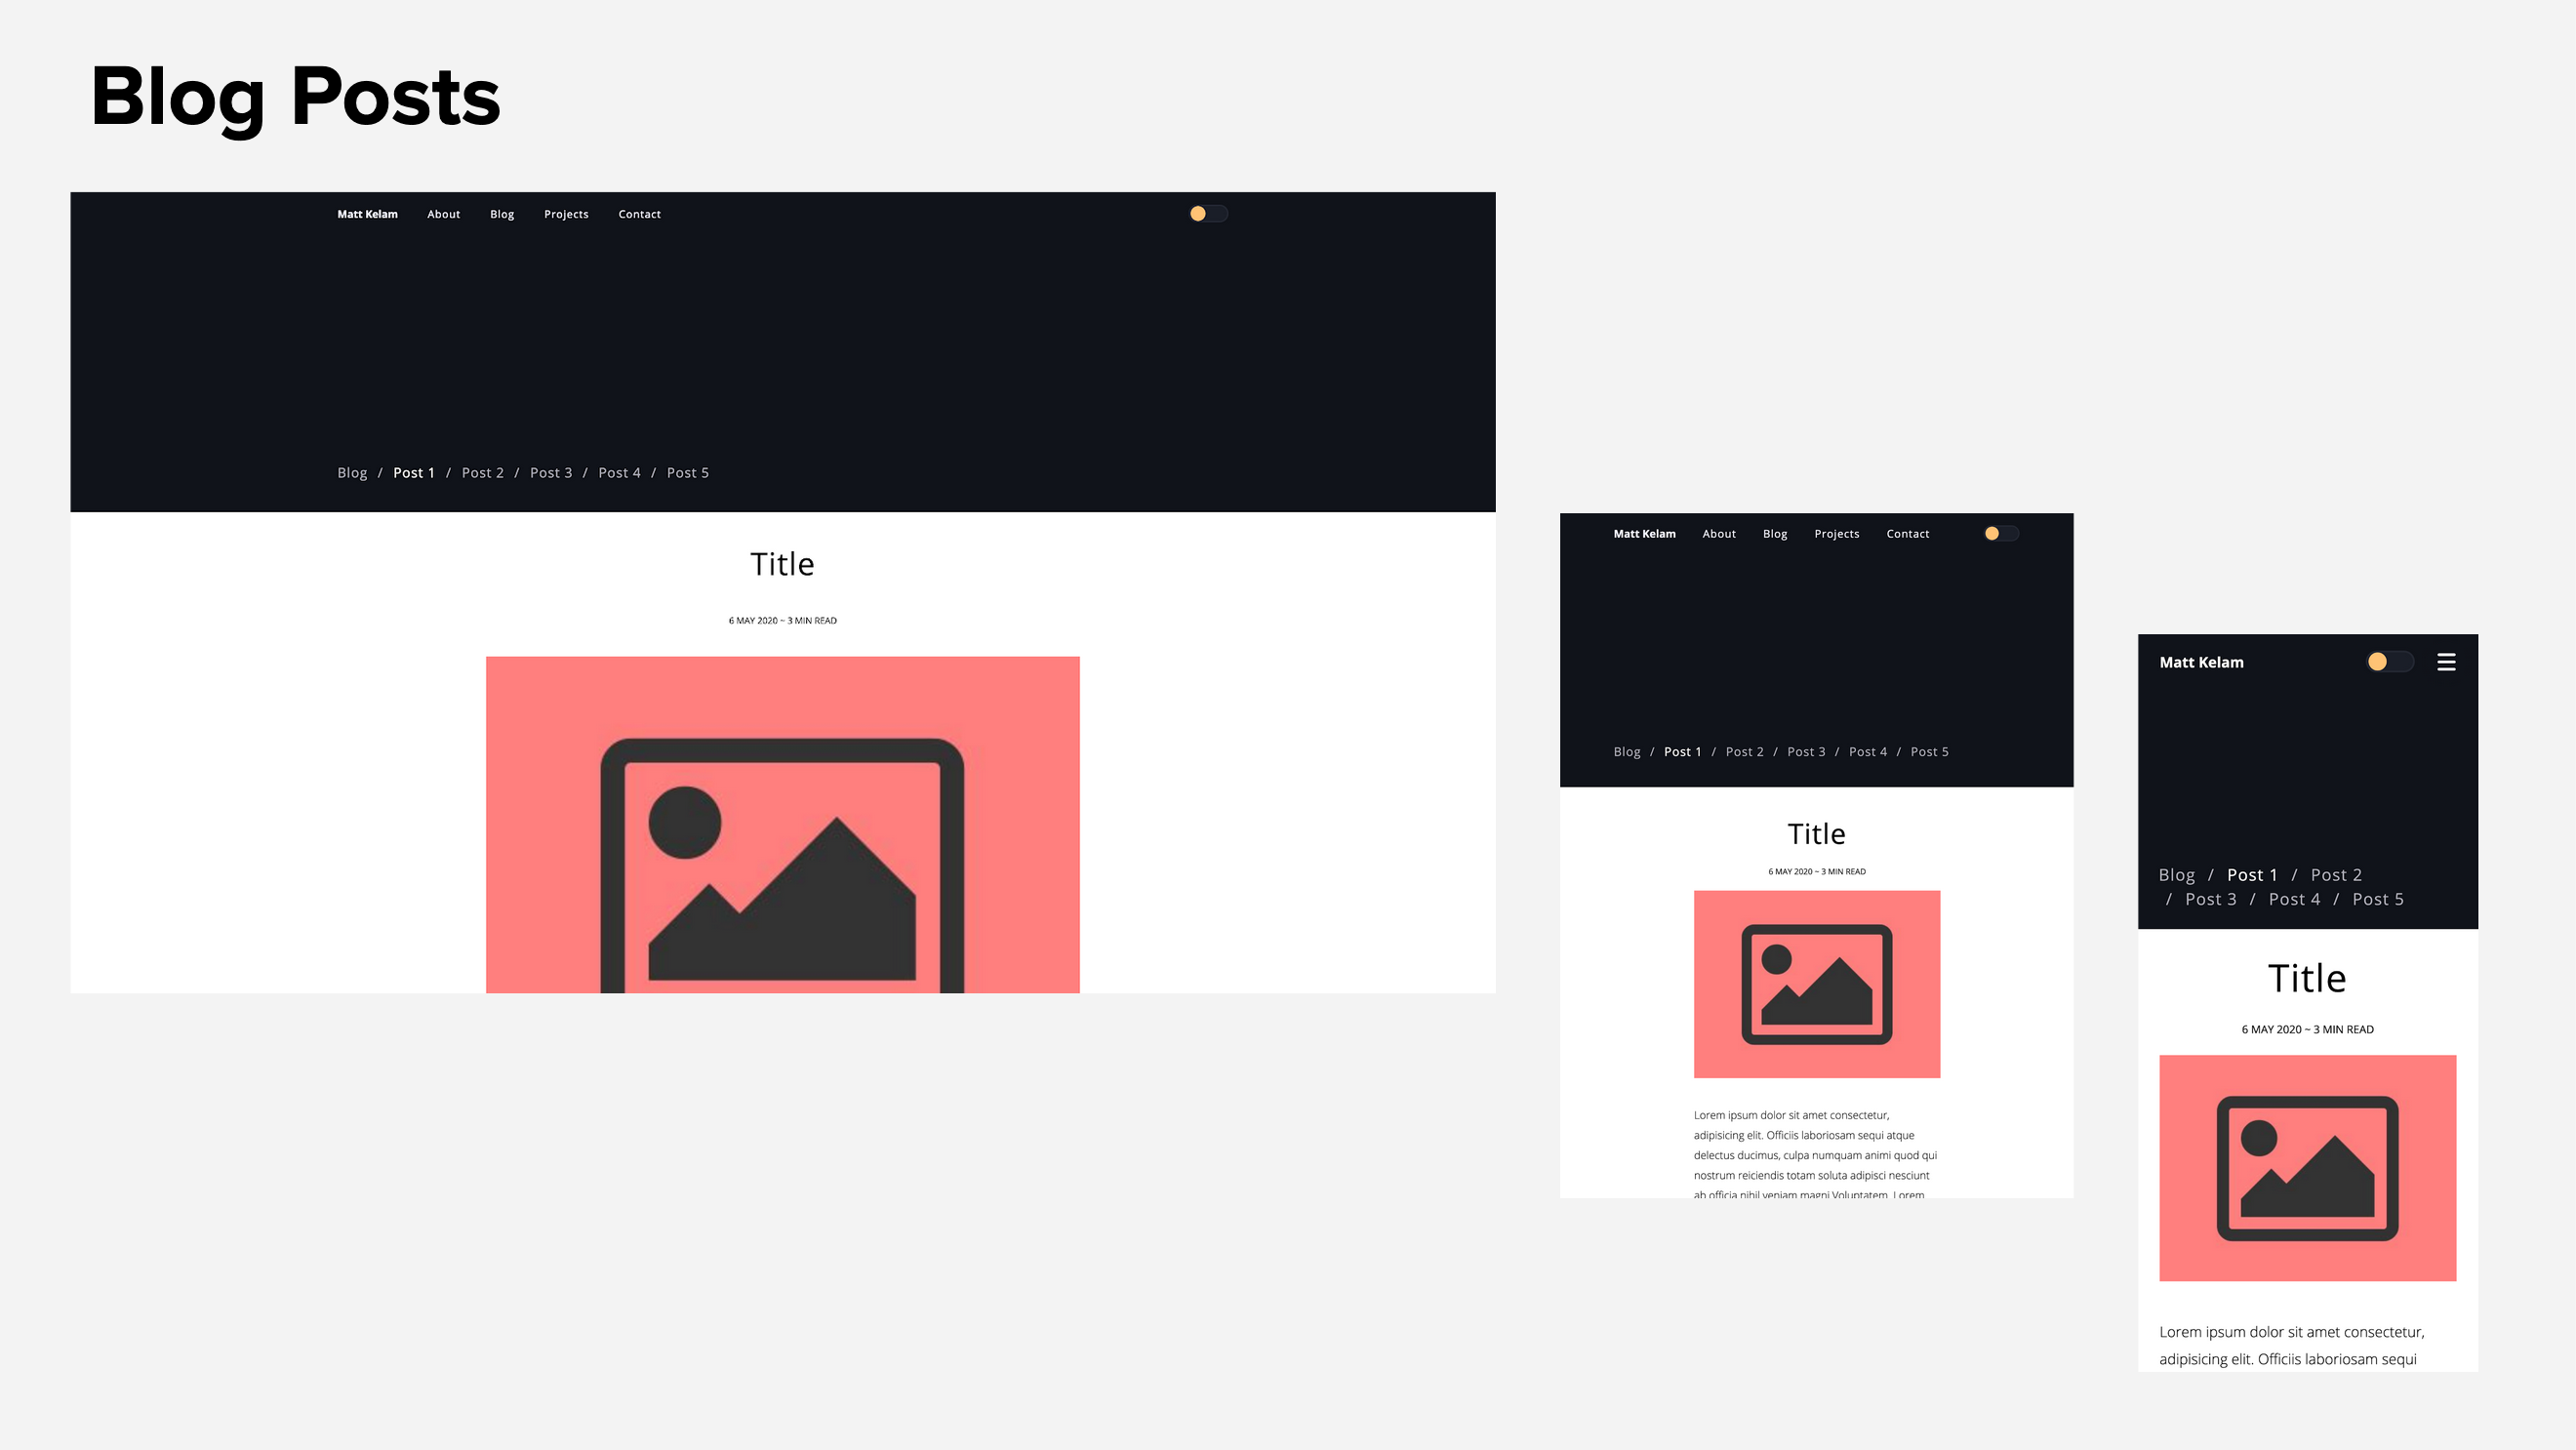 Blog Posts
Matt Kelam About Blog Projects Contact
Blog / Post 1 / Post 2 / Post 3 / Post 4 / Post 5
Title
6 MAY 2020 ~ 3 MIN READ
Matt Kelam About Blog Projects Contact
Blog / Post 1 / Post 2 / Post 3 / Post 4 / Post 5
Title
6 MAY 2020 ~ 3 MIN READ
Lorem ipsum dolor sit amet consectetur,
adipisicing elit. Officiis laboriosam sequi atque
delectus ducimus, culpa numquam animi quod qui
nostrum reiciendis totam soluta adipisci nesciunt
ab officia nihil veniam magni Voluptatem. Lorem
Matt Kelam
Blog / Post 1 / Post 2
/ Post 3 / Post 4 / Post 5
Title
6 MAY 2020 ~ 3 MIN READ
Lorem ipsum dolor sit amet consectetur,
adipisicing elit. Officiis laboriosam sequi